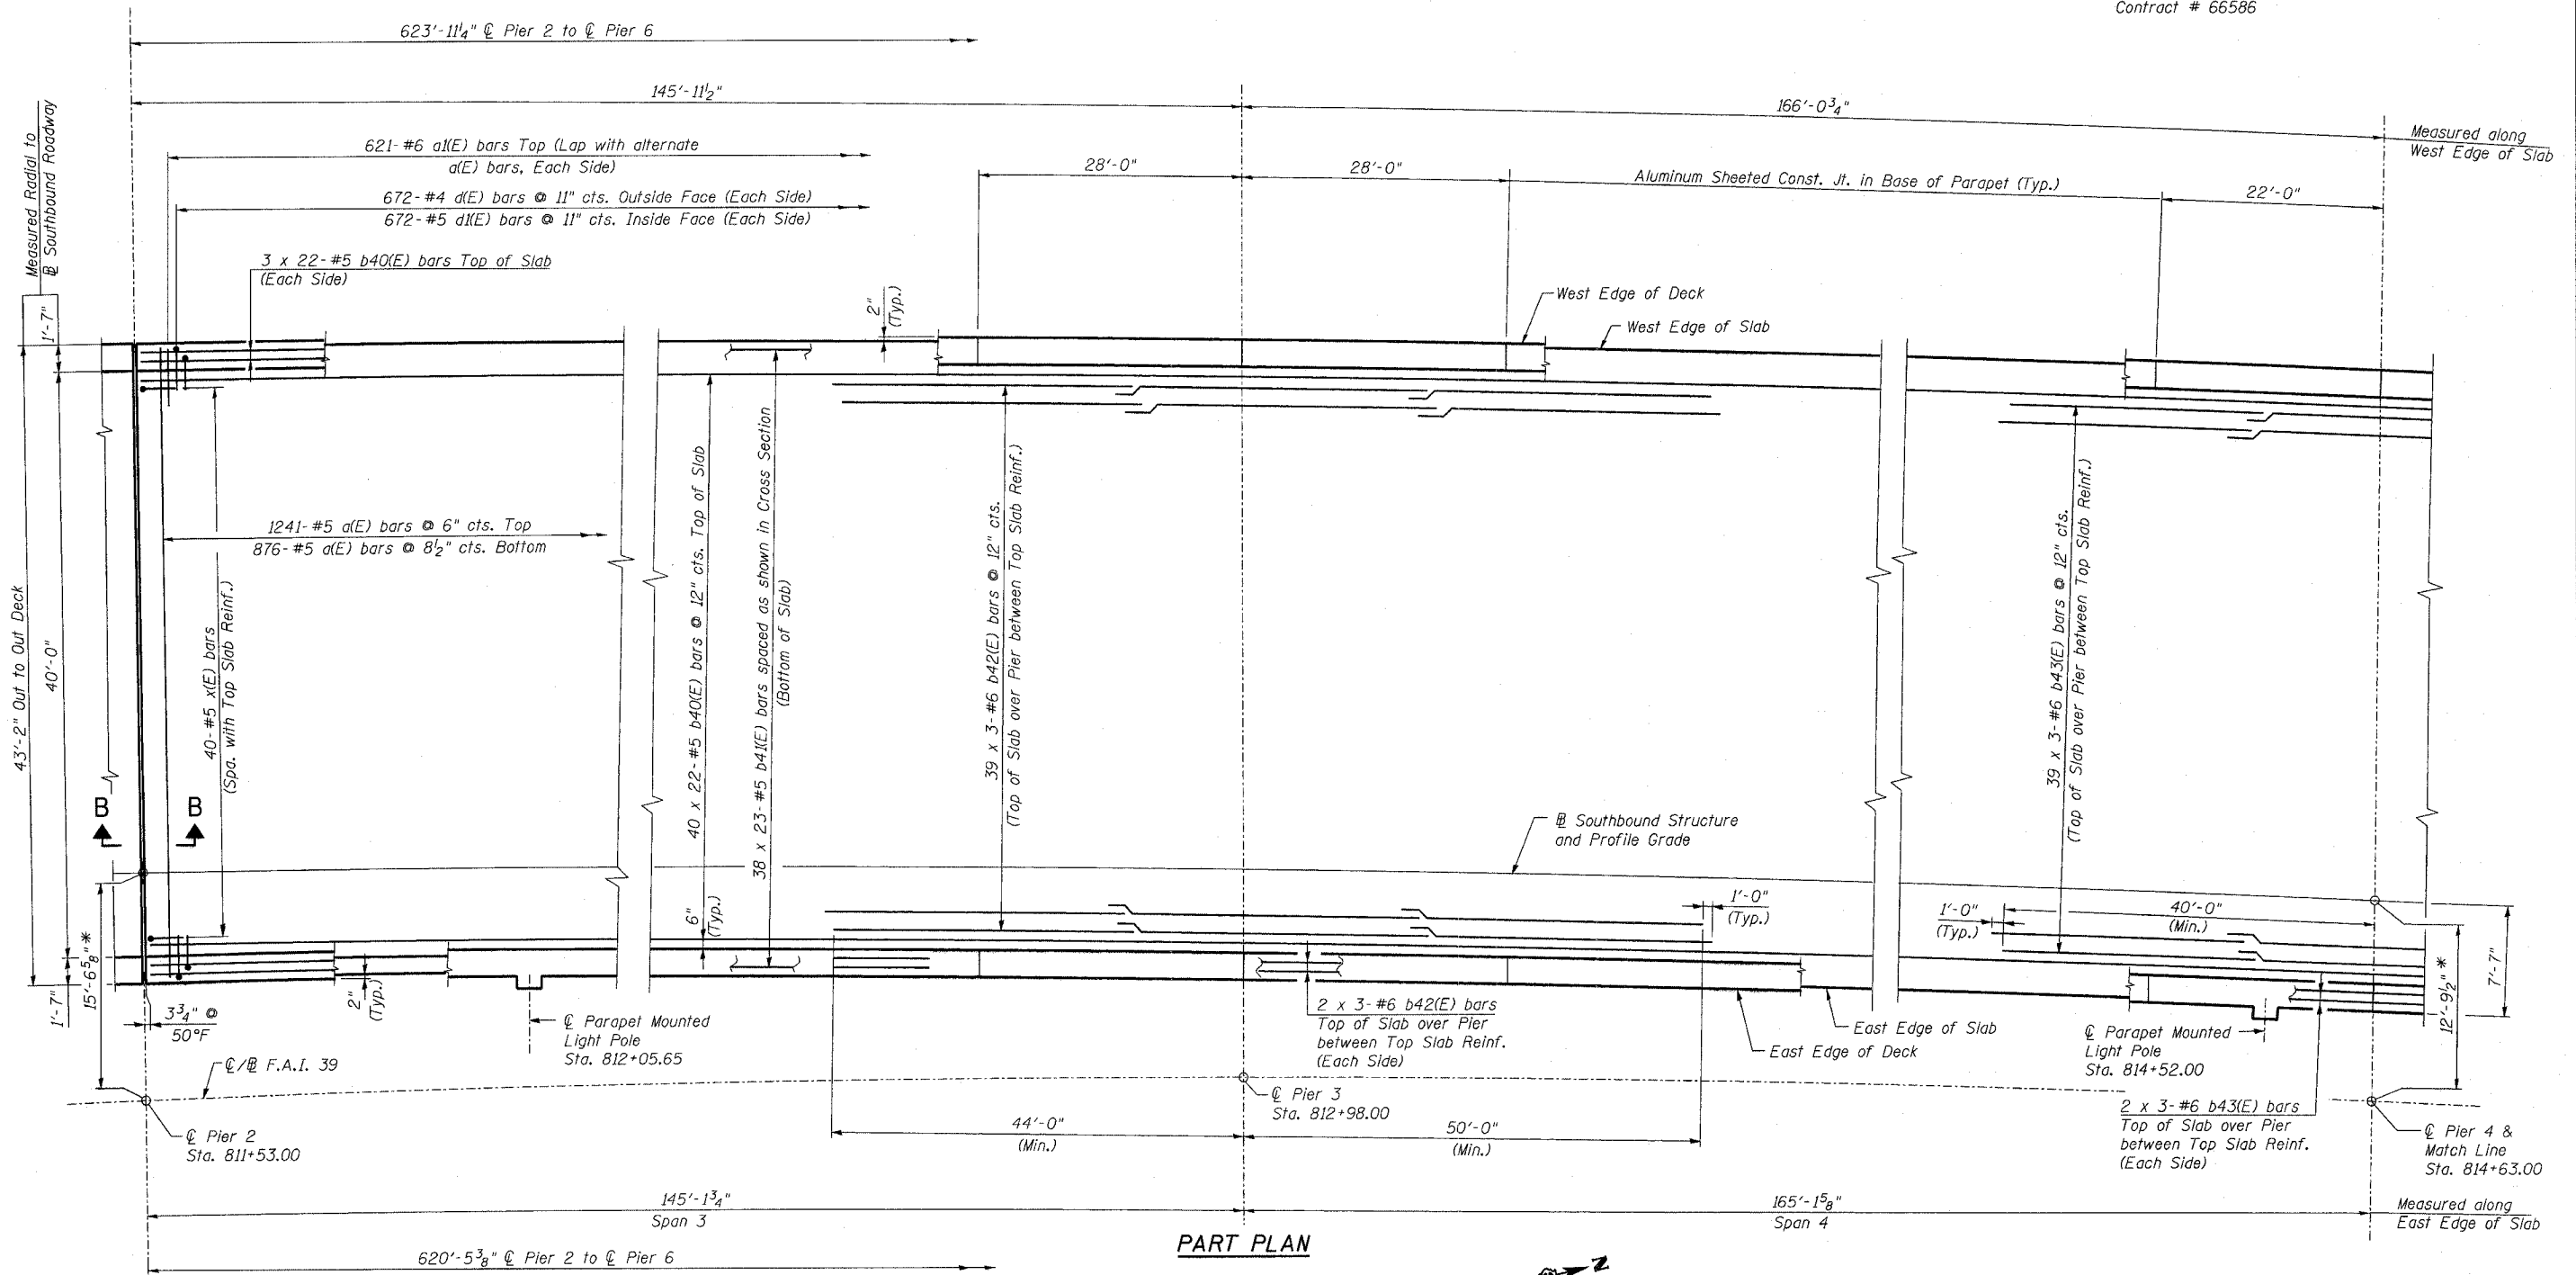 Contract # 66586
623'-11¼" ℄ Pier 2 to ℄ Pier 6
145'-11½"
166'-0¾"
Measured along
West Edge of Slab
Measured Radial to
℔ Southbound Roadway
621-#6 a1(E) bars Top (Lap with alternate
a(E) bars, Each Side)
28'-0"
28'-0"
Aluminum Sheeted Const. Jt. in Base of Parapet (Typ.)
22'-0"
672-#4 d(E) bars @ 11" cts. Outside Face (Each Side)
672-#5 d1(E) bars @ 11" cts. Inside Face (Each Side)
3 x 22-#5 b40(E) bars Top of Slab
(Each Side)
1'-7"
2"
(Typ.)
West Edge of Deck
West Edge of Slab
43'-2" Out to Out Deck
40'-0"
1241-#5 a(E) bars @ 6" cts. Top
876-#5 a(E) bars @ 8½" cts. Bottom
40-#5 x(E) bars
(Spa. with Top Slab Reinf.)
40 x 22-#5 b40(E) bars @ 12" cts. Top of Slab
38 x 23-#5 b41(E) bars spaced as shown in Cross Section
(Bottom of Slab)
39 x 3-#6 b42(E) bars @ 12" cts.
(Top of Slab over Pier between Top Slab Reinf.)
39 x 3-#6 b43(E) bars @ 12" cts.
(Top of Slab over Pier between Top Slab Reinf.)
B
B
℔ Southbound Structure
and Profile Grade
6"
(Typ.)
1'-0"
(Typ.)
1'-0"
(Typ.)
40'-0"
(Min.)
1'-7"
15'-6⅝"*
3¾" @
50°F
2"
(Typ.)
12'-9½"*
7'-7"
℄ Parapet Mounted
Light Pole
Sta. 812+05.65
2 x 3-#6 b42(E) bars
Top of Slab over Pier
between Top Slab Reinf.
(Each Side)
East Edge of Slab
East Edge of Deck
℄ Parapet Mounted
Light Pole
Sta. 814+52.00
℄/℔ F.A.I. 39
℄ Pier 3
Sta. 812+98.00
2 x 3-#6 b43(E) bars
Top of Slab over Pier
between Top Slab Reinf.
(Each Side)
℄ Pier 2
Sta. 811+53.00
44'-0"
(Min.)
50'-0"
(Min.)
℄ Pier 4 &
Match Line
Sta. 814+63.00
145'-1¾"
Span 3
165'-1⅝"
Span 4
Measured along
East Edge of Slab
620'-5⅜" ℄ Pier 2 to ℄ Pier 6
PART PLAN
N